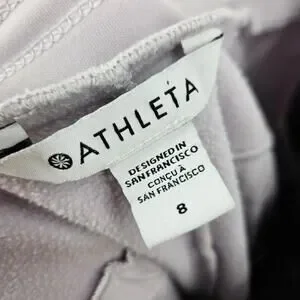 ATHLETA
DESIGNED IN
SAN FRANCISCO
CONÇU À
SAN FRANCISCO
8